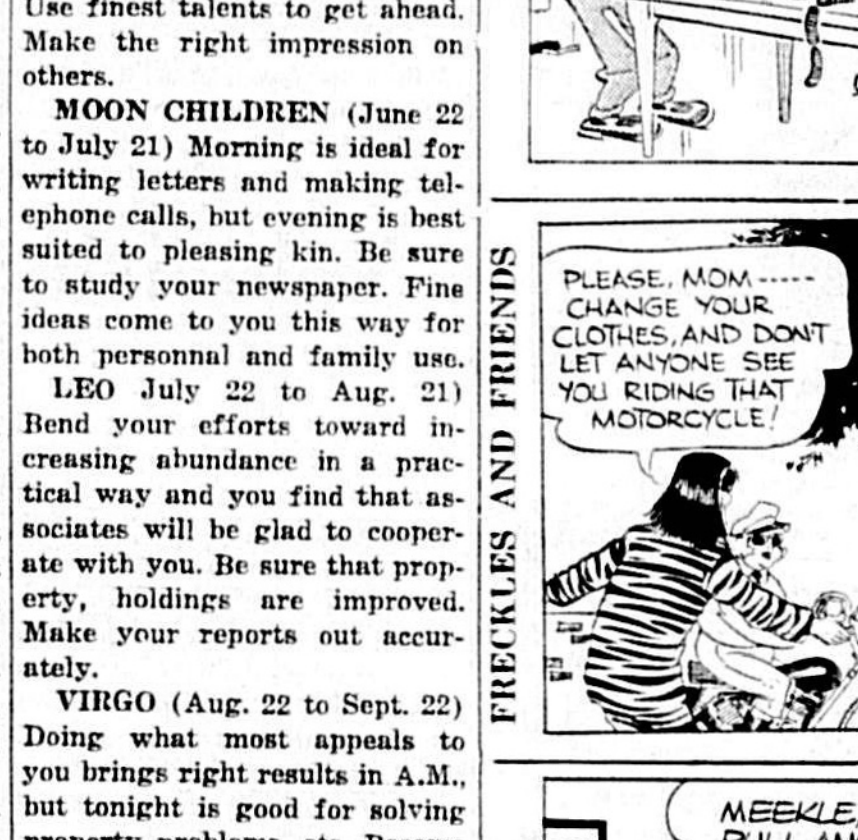 Use finest talents to get ahead.
Make the right impression on
others.
MOON CHILDREN (June 22
to July 21) Morning is ideal for
writing letters and making tel-
ephone calls, but evening is best
suited to pleasing kin. Be sure
to study your newspaper. Fine
ideas come to you this way for
both personnal and family use.
LEO July 22 to Aug. 21)
Bend your efforts toward in-
creasing abundance in a prac-
tical way and you find that as-
sociates will be glad to cooper-
ate with you. Be sure that prop-
erty, holdings are improved.
Make your reports out accur-
ately.
VIRGO (Aug. 22 to Sept. 22)
Doing what most appeals to
you brings right results in A.M.,
but tonight is good for solving
property problems, etc.
FRECKLES AND FRIENDS
PLEASE, MOM -----
CHANGE YOUR
CLOTHES, AND DON'T
LET ANYONE SEE
YOU RIDING THAT
MOTORCYCLE!
MEEKLE,